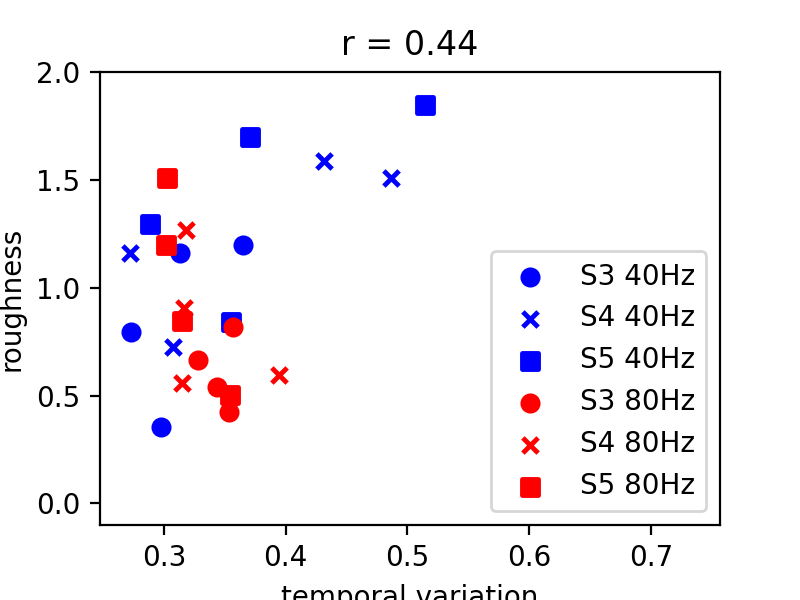 r = 0.44
2.0
1.5
1.0
0.5
0.0
roughness
S3 40Hz
S4 40Hz
S5 40Hz
S3 80Hz
S4 80Hz
S5 80Hz
0.3 0.4 0.5 0.6 0.7
temporal variation